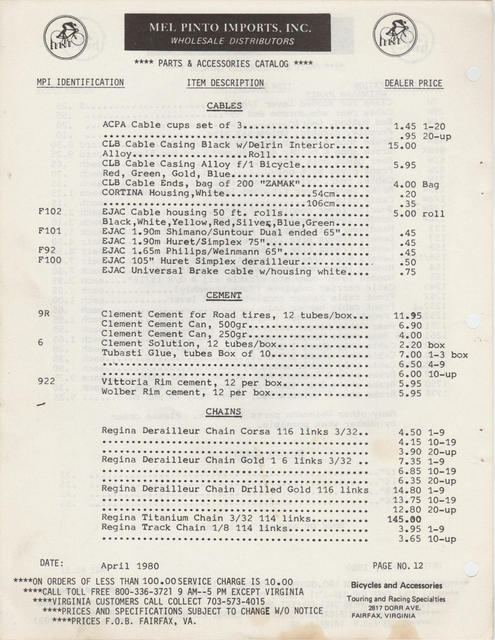 MEL PINTO IMPORTS, INC.
WHOLESALE DISTRIBUTORS
**** PARTS & ACCESSORIES CATALOG ****
MPI IDENTIFICATION ITEM DESCRIPTION DEALER PRICE
CABLES
ACPA Cable cups set of 3...................... 1.45 1-20
.............................................. .95 20-up
CLB Cable Casing Black w/Delrin Interior...... 15.00
Alloy...................Roll..................
CLB Cable Casing Alloy f/1 Bicycle............ 5.95
Red, Green, Gold, Blue........................
CLB Cable Ends, bag of 200 "ZAMAK"............ 4.00 Bag
CORTINA Housing,White..............54cm....... .20
..................................106cm....... .35
F102 EJAC Cable housing 50 ft. rolls............... 5.00 roll
Black,White,Yellow,Red,Silver,Blue,Green......
F101 EJAC 1.90m Shimano/Suntour Dual ended 65"..... .45
EJAC 1.90m Huret/Simplex 75".................. .45
F92 EJAC 1.65m Philips/Weinmann 65"............... .45
F100 EJAC 105" Huret Simplex derailleur............ .50
EJAC Universal Brake cable w/housing white.... .75
CEMENT
9R Clement Cement for Road tires, 12 tubes/box... 11.95
Clement Cement Can, 500gr..................... 6.90
Clement Cement Can, 250gr..................... 4.00
6 Clement Solution, 12 tubes/box................ 2.20 box
Tubasti Glue, tubes Box of 10................. 7.00 1-3 box
.............................................. 6.50 4-9
.............................................. 6.00 10-up
922 Vittoria Rim cement, 12 per box............... 5.95
Wolber Rim cement, 12 per box................. 5.95
CHAINS
Regina Derailleur Chain Corsa 116 links 3/32.. 4.50 1-9
.............................................. 4.15 10-19
.............................................. 3.90 20-up
Regina Derailleur Chain Gold 1 6 links 3/32 .. 7.35 1-9
.............................................. 6.85 10-19
.............................................. 6.35 20-up
Regina Derailleur Chain Drilled Gold 116 links 14.80 1-9
.............................................. 13.75 10-19
.............................................. 12.80 20-up
Regina Titanium Chain 3/32 114 links.......... 145.00
Regina Track Chain 1/8 114 links.............. 3.95 1-9
.............................................. 3.65 10-up
DATE: April 1980 PAGE NO. 12
****ON ORDERS OF LESS THAN 100.00 SERVICE CHARGE IS 10.00
****CALL TOLL FREE 800-336-3721 9 AM--5 PM EXCEPT VIRGINIA
****VIRGINIA CUSTOMERS CALL COLLECT 703-573-4015
****PRICES AND SPECIFICATIONS SUBJECT TO CHANGE W/O NOTICE
****PRICES F.O.B. FAIRFAX, VA.
Bicycles and Accessories
Touring and Racing Specialties
2817 DORR AVE.
FAIRFAX, VIRGINIA